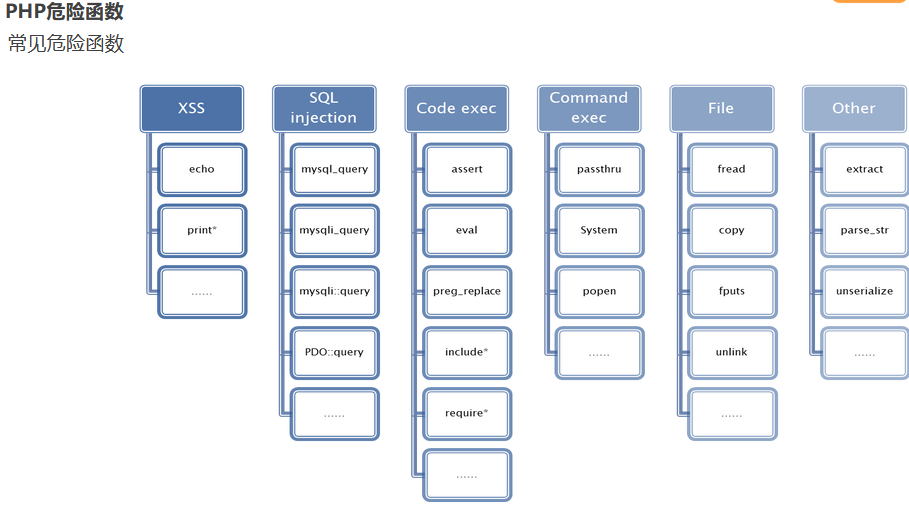 PHP危险函数
常见危险函数
XSS
echo
print*
......
SQL
injection
mysql_query
mysqli_query
mysqli::query
PDO::query
......
Code exec
assert
eval
preg_replace
include*
require*
......
Command
exec
passthru
System
popen
......
File
fread
copy
fputs
unlink
......
Other
extract
parse_str
unserialize
......